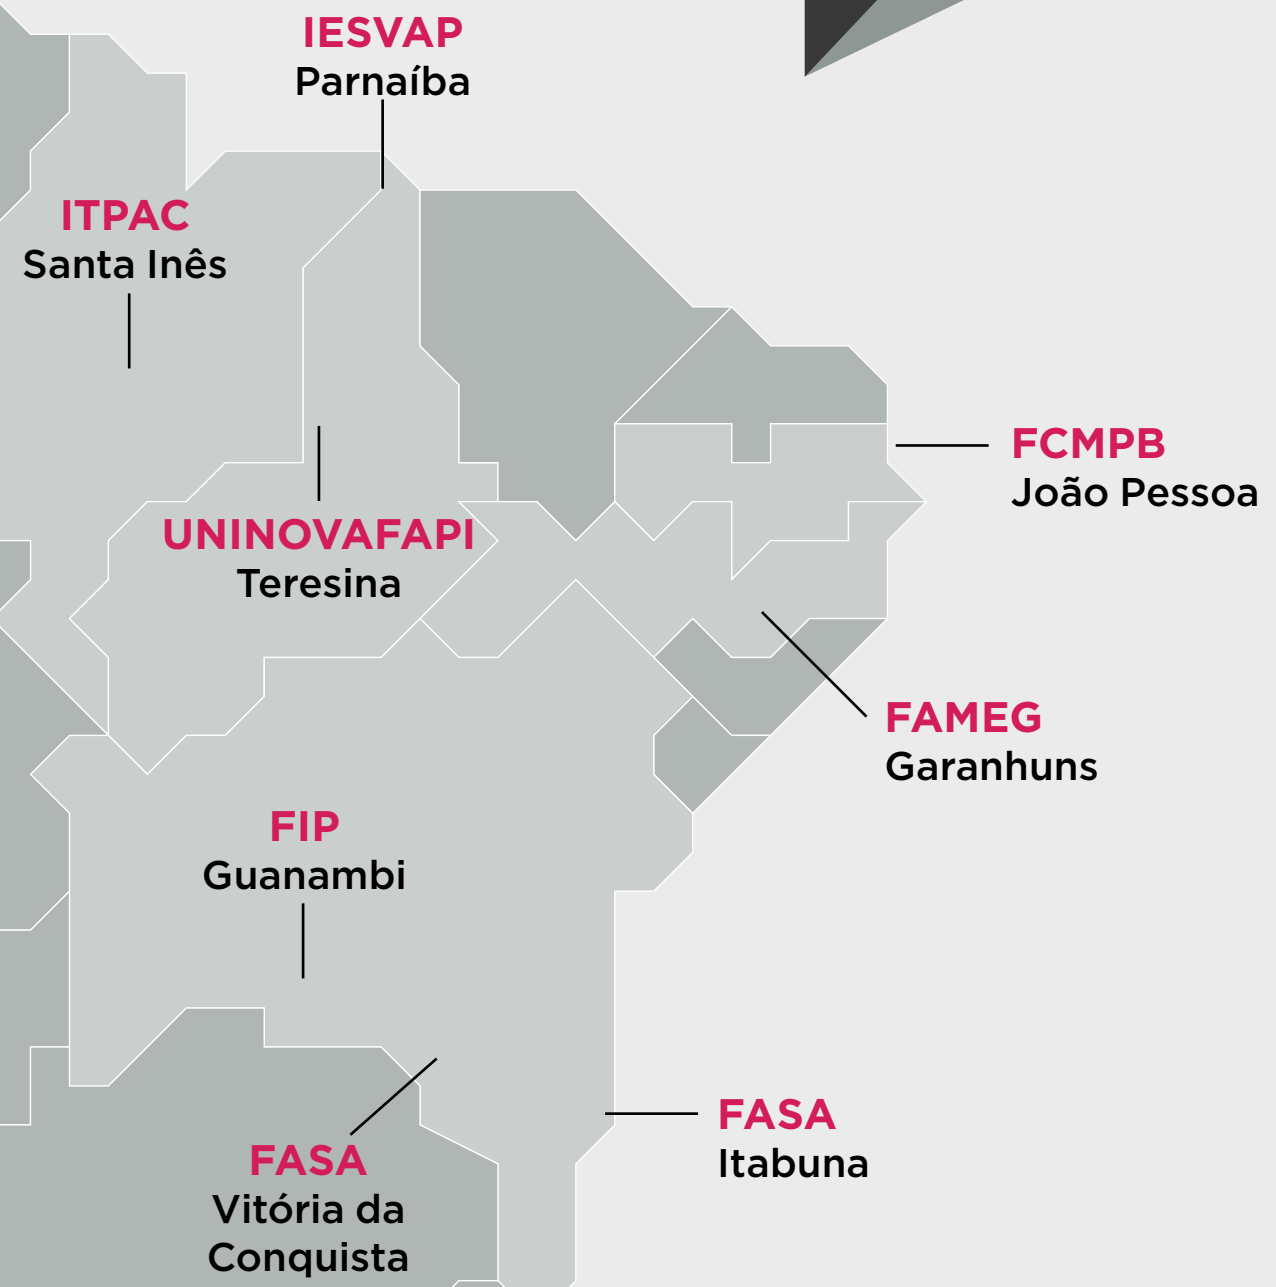 IESVAP
Parnaíba
ITPAC
Santa Inês
FCMPB
João Pessoa
UNINOVAFAPI
Teresina
FAMEG
Garanhuns
FIP
Guanambi
FASA
Itabuna
FASA
Vitória da
Conquista